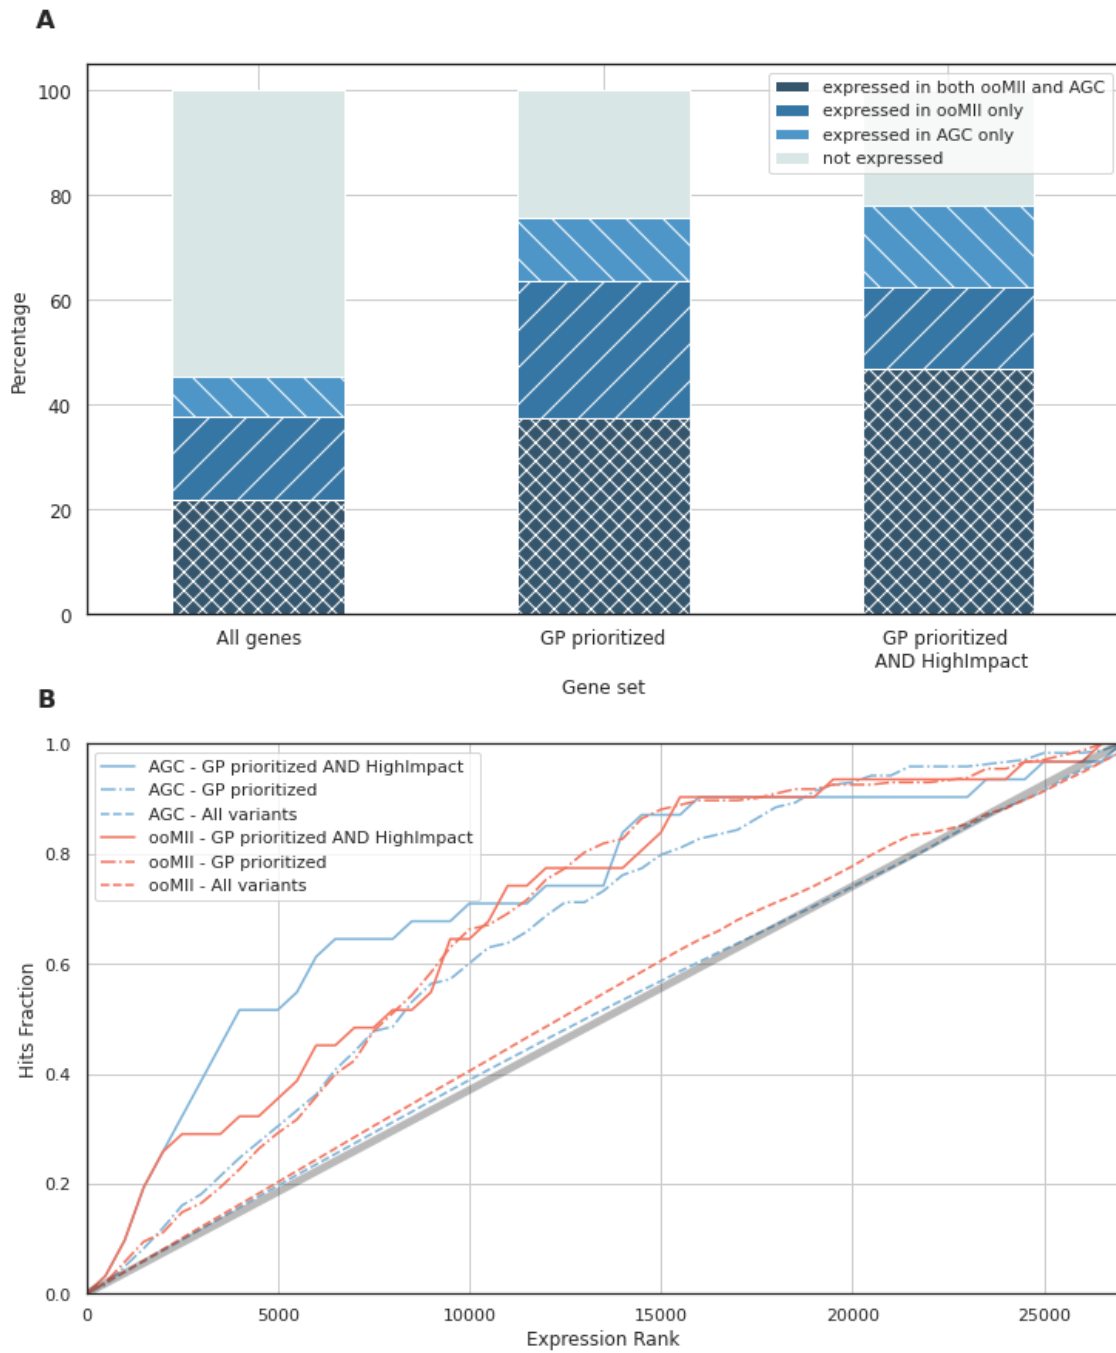 A
100
80
60
40
20
0
Percentage
expressed in both ooMII and AGC
expressed in ooMII only
expressed in AGC only
not expressed
All genes
GP prioritized
GP prioritized
AND HighImpact
Gene set
B
1.0
0.8
0.6
0.4
0.2
0.0
Hits Fraction
AGC - GP prioritized AND HighImpact
AGC - GP prioritized
AGC - All variants
ooMII - GP prioritized AND HighImpact
ooMII - GP prioritized
ooMII - All variants
0 5000 10000 15000 20000 25000
Expression Rank